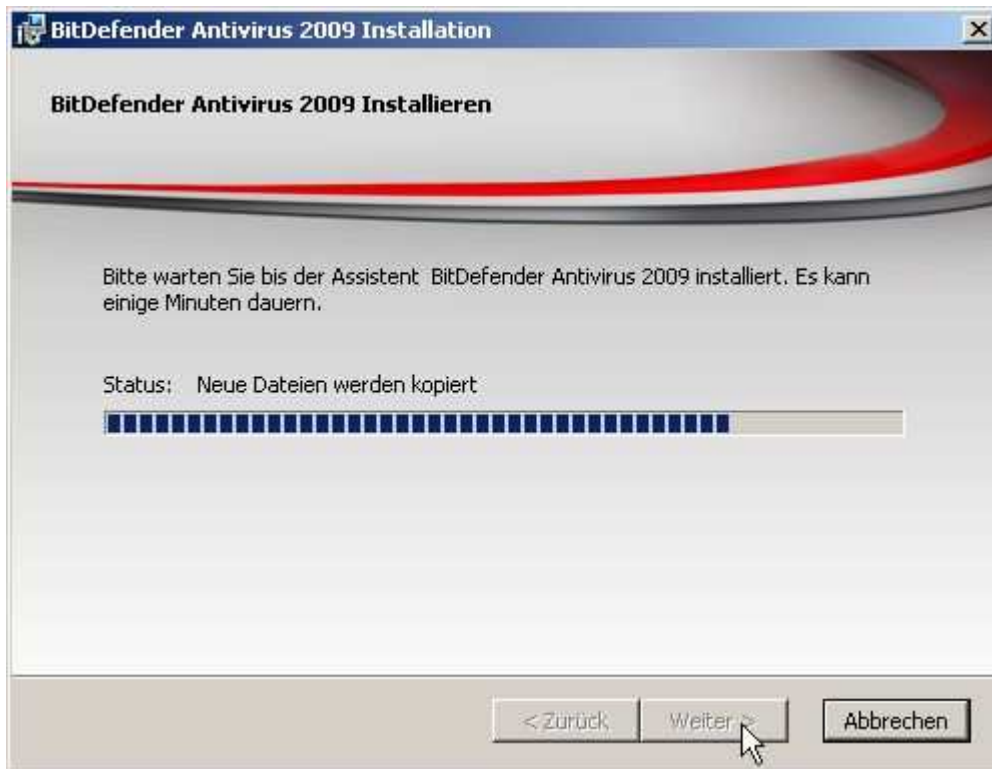 BitDefender Antivirus 2009 Installation
BitDefender Antivirus 2009 Installieren
Bitte warten Sie bis der Assistent BitDefender Antivirus 2009 installiert. Es kann
einige Minuten dauern.
Status: Neue Dateien werden kopiert
< Zurück Weiter > Abbrechen